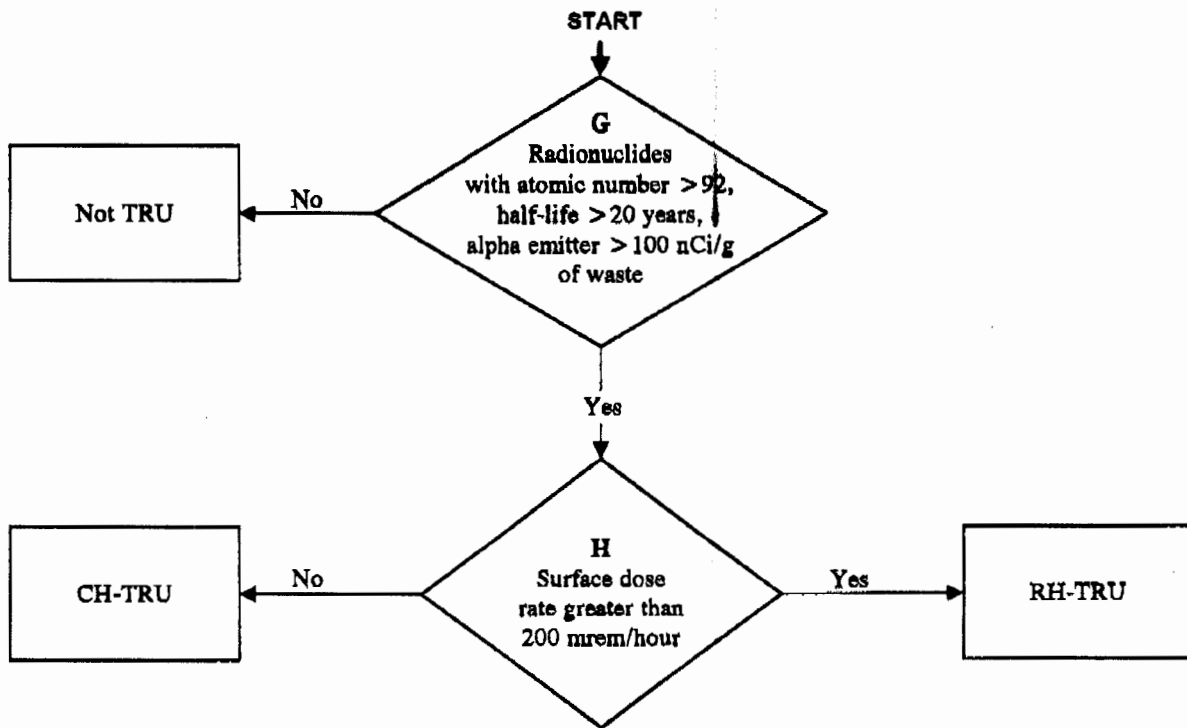 START
G
Radionuclides
with atomic number > 92,
half-life > 20 years,
alpha emitter > 100 nCi/g
of waste
No
Not TRU
Yes
H
Surface dose
rate greater than
200 mrem/hour
No
CH-TRU
Yes
RH-TRU